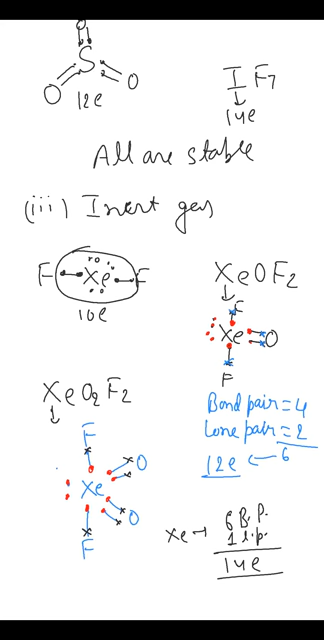 O
S
O O
12e
IF7
14e
All are stable
(iii) Inert gas
F Xe F
10e
XeOF2
F
Xe O
F
Bond pair = 4
Lone pair = 2
12e ← 6
XeO2F2
F
O
Xe
O
F
Xe → 6 B.P.
1 l.p.
14e